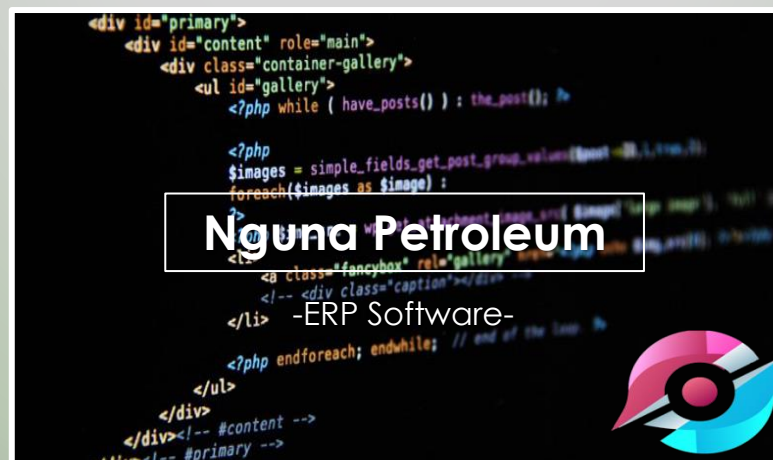 <div id="primary">
<div id="content" role="main">
<div class="container-gallery">
<ul id="gallery">
<?php while ( have_posts() ) : the_post(); ?>
<?php
$images = simple_fields_get_post_group_values(
foreach($images as $image) :
?>
Nguna Petroleum
<a class="fancybox" rel="gallery"
<!-- <div class="caption"></div>
</li>
-ERP Software-
<?php endforeach; endwhile; // end of the loop. ?>
</ul>
</div>
</div><!-- #content -->
<!-- #primary -->